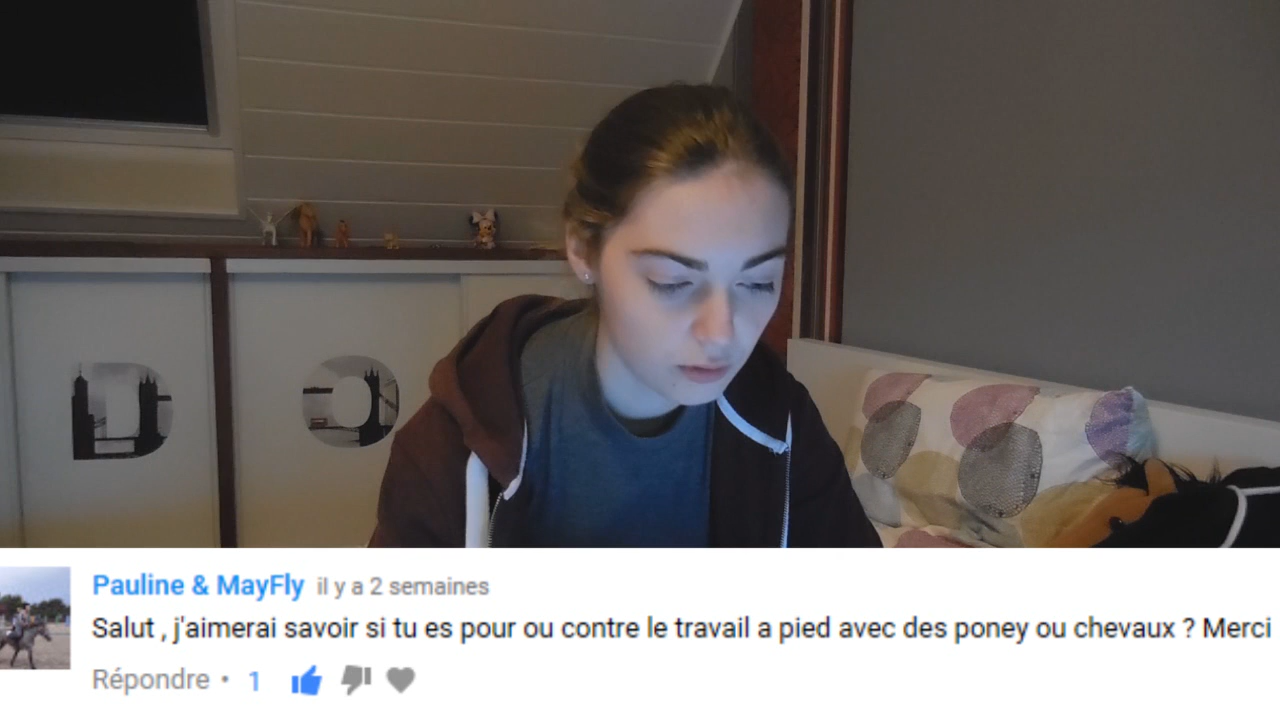 D O
Pauline & MayFly il y a 2 semaines
Salut , j'aimerai savoir si tu es pour ou contre le travail a pied avec des poney ou chevaux ? Merci
Répondre • 1